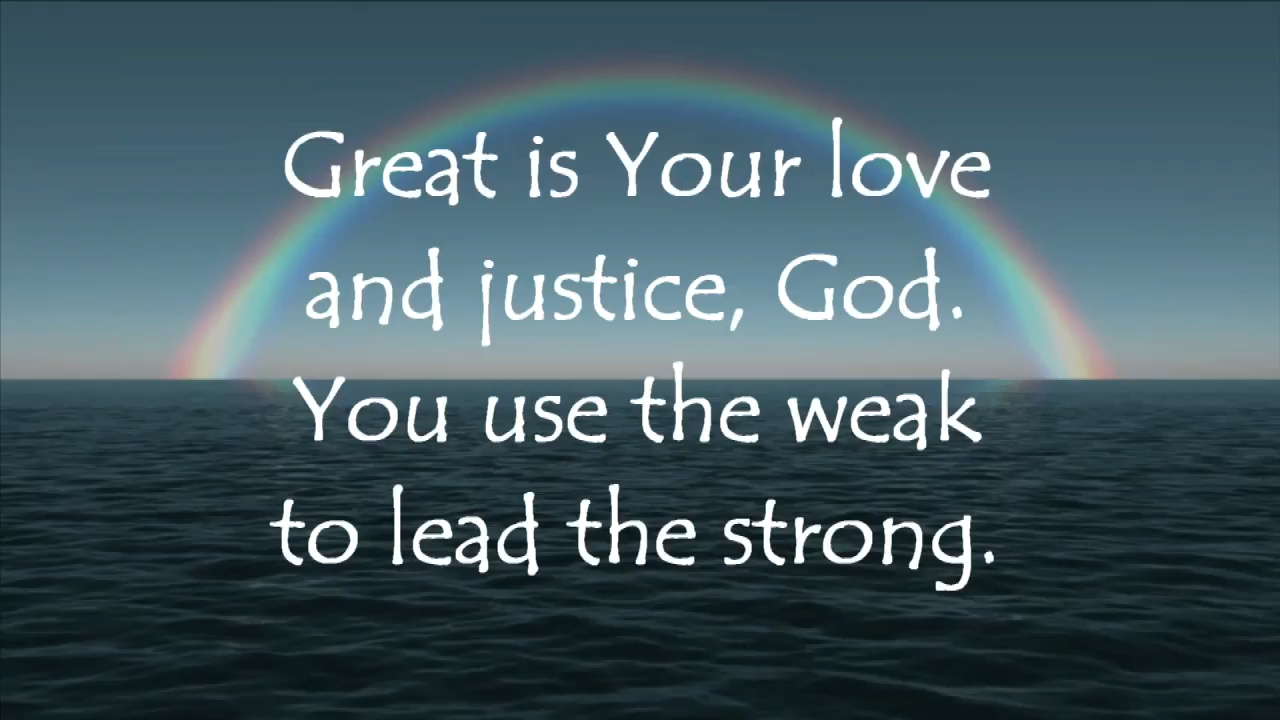 Great is Your love
and justice, God.
You use the weak
to lead the strong.